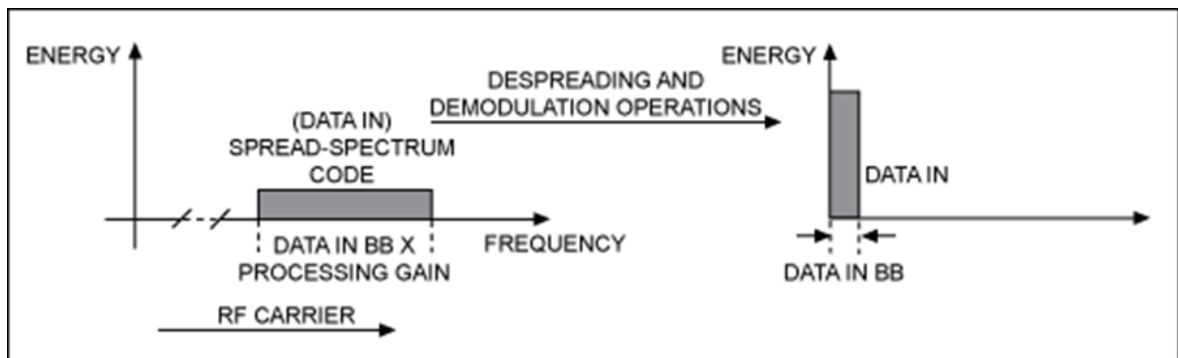 ENERGY
(DATA IN)
SPREAD-SPECTRUM
CODE
DATA IN BB X
PROCESSING GAIN
FREQUENCY
RF CARRIER
DESPREADING AND
DEMODULATION OPERATIONS
ENERGY
DATA IN
DATA IN BB